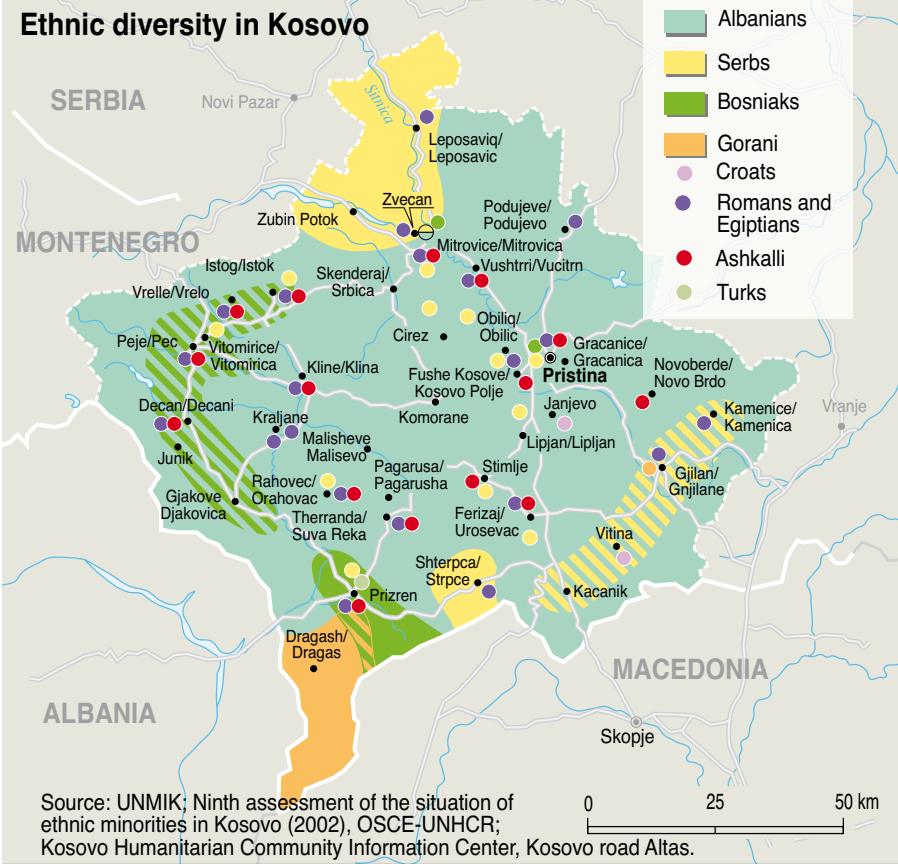 Ethnic diversity in Kosovo
Albanians
Serbs
Bosniaks
Gorani
Croats
Romans and
Egiptians
Ashkalli
Turks
SERBIA
Novi Pazar
Sitnica
Leposaviq/
Leposavic
Zvecan
Zubin Potok
Podujeve/
Podujevo
MONTENEGRO
Mitrovice/Mitrovica
Istog/Istok
Skenderaj/
Srbica
Vushtrri/Vucitrn
Vrelle/Vrelo
Obiliq/
Obilic
Cirez
Peje/Pec
Vitomirice/
Vitomirica
Gracanice/
Gracanica
Pristina
Kline/Klina
Fushe Kosove/
Kosovo Polje
Novoberde/
Novo Brdo
Decan/Decani
Kraljane
Komorane
Janjevo
Kamenice/
Kamenica
Vranje
Malisheve
Malisevo
Lipjan/Lipljan
Junik
Pagarusa/
Pagarusha
Stimlje
Gjilan/
Gnjilane
Rahovec/
Orahovac
Gjakove
Djakovica
Therranda/
Suva Reka
Ferizaj/
Urosevac
Vitina
Shterpca/
Strpce
Kacanik
Prizren
Dragash/
Dragas
MACEDONIA
ALBANIA
Skopje
Source: UNMIK; Ninth assessment of the situation of
ethnic minorities in Kosovo (2002), OSCE-UNHCR;
Kosovo Humanitarian Community Information Center, Kosovo road Altas.
0 25 50 km